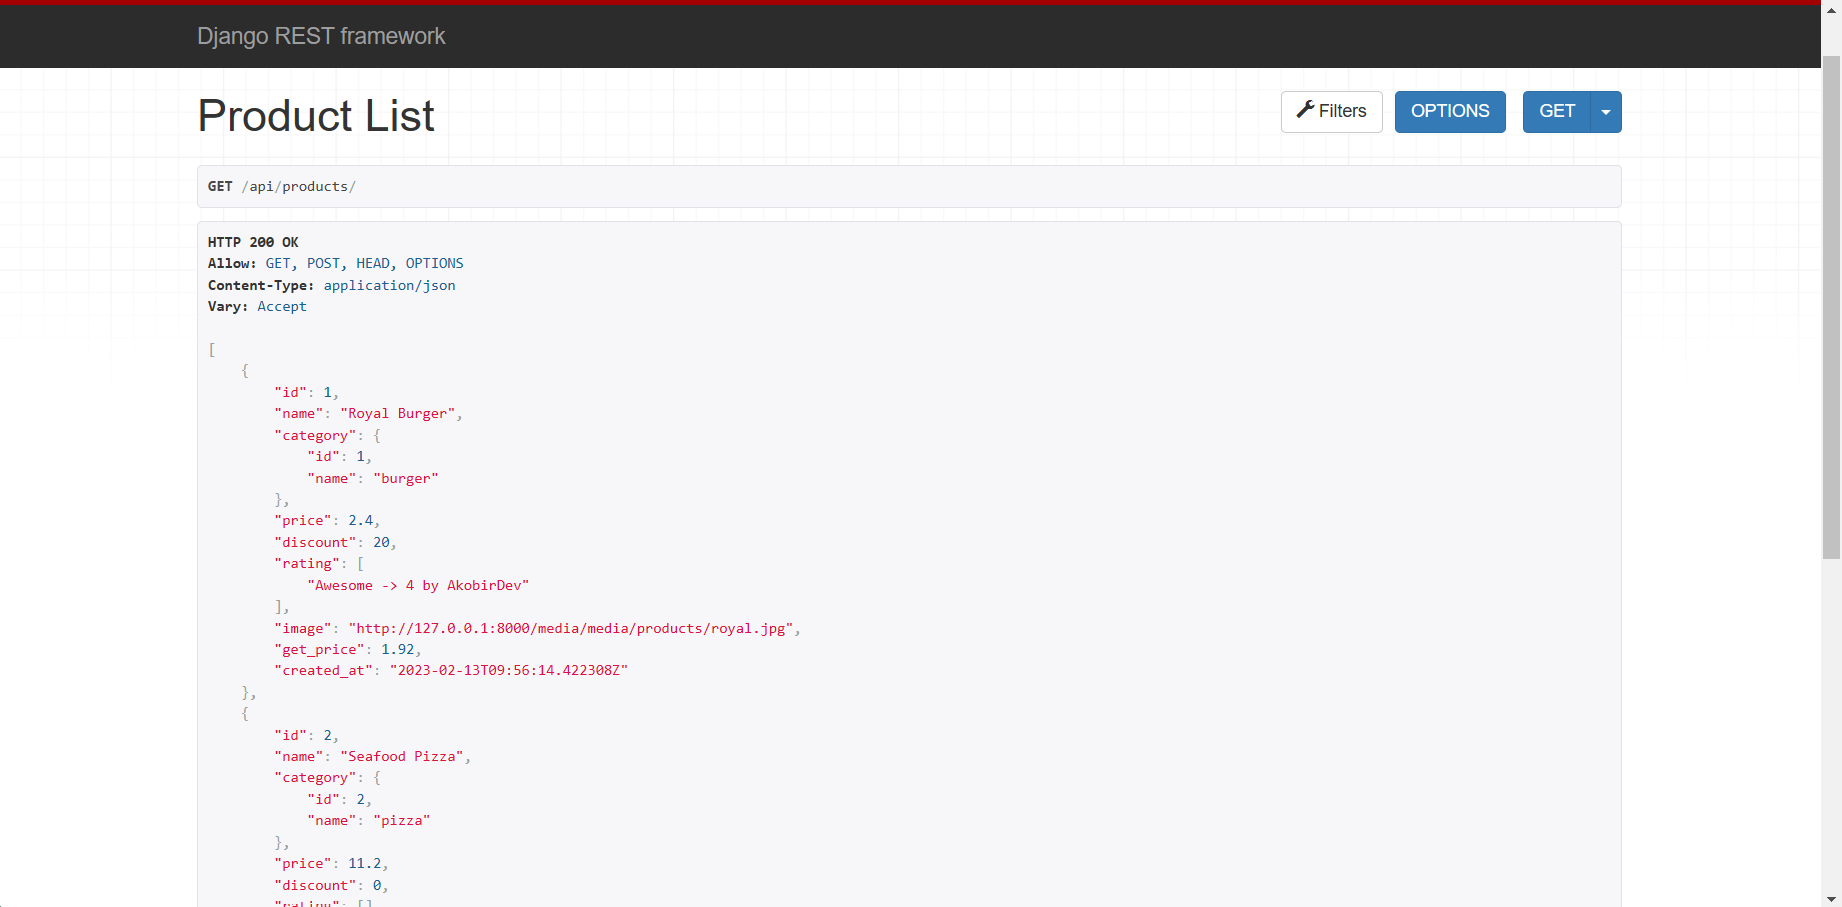 Django REST framework
Product List
Filters
OPTIONS
GET
GET /api/products/
HTTP 200 OK
Allow: GET, POST, HEAD, OPTIONS
Content-Type: application/json
Vary: Accept
[
    {
        "id": 1,
        "name": "Royal Burger",
        "category": {
            "id": 1,
            "name": "burger"
        },
        "price": 2.4,
        "discount": 20,
        "rating": [
            "Awesome -> 4 by AkobirDev"
        ],
        "image": "http://127.0.0.1:8000/media/media/products/royal.jpg",
        "get_price": 1.92,
        "created_at": "2023-02-13T09:56:14.422308Z"
    },
    {
        "id": 2,
        "name": "Seafood Pizza",
        "category": {
            "id": 2,
            "name": "pizza"
        },
        "price": 11.2,
        "discount": 0,
        "rating": []